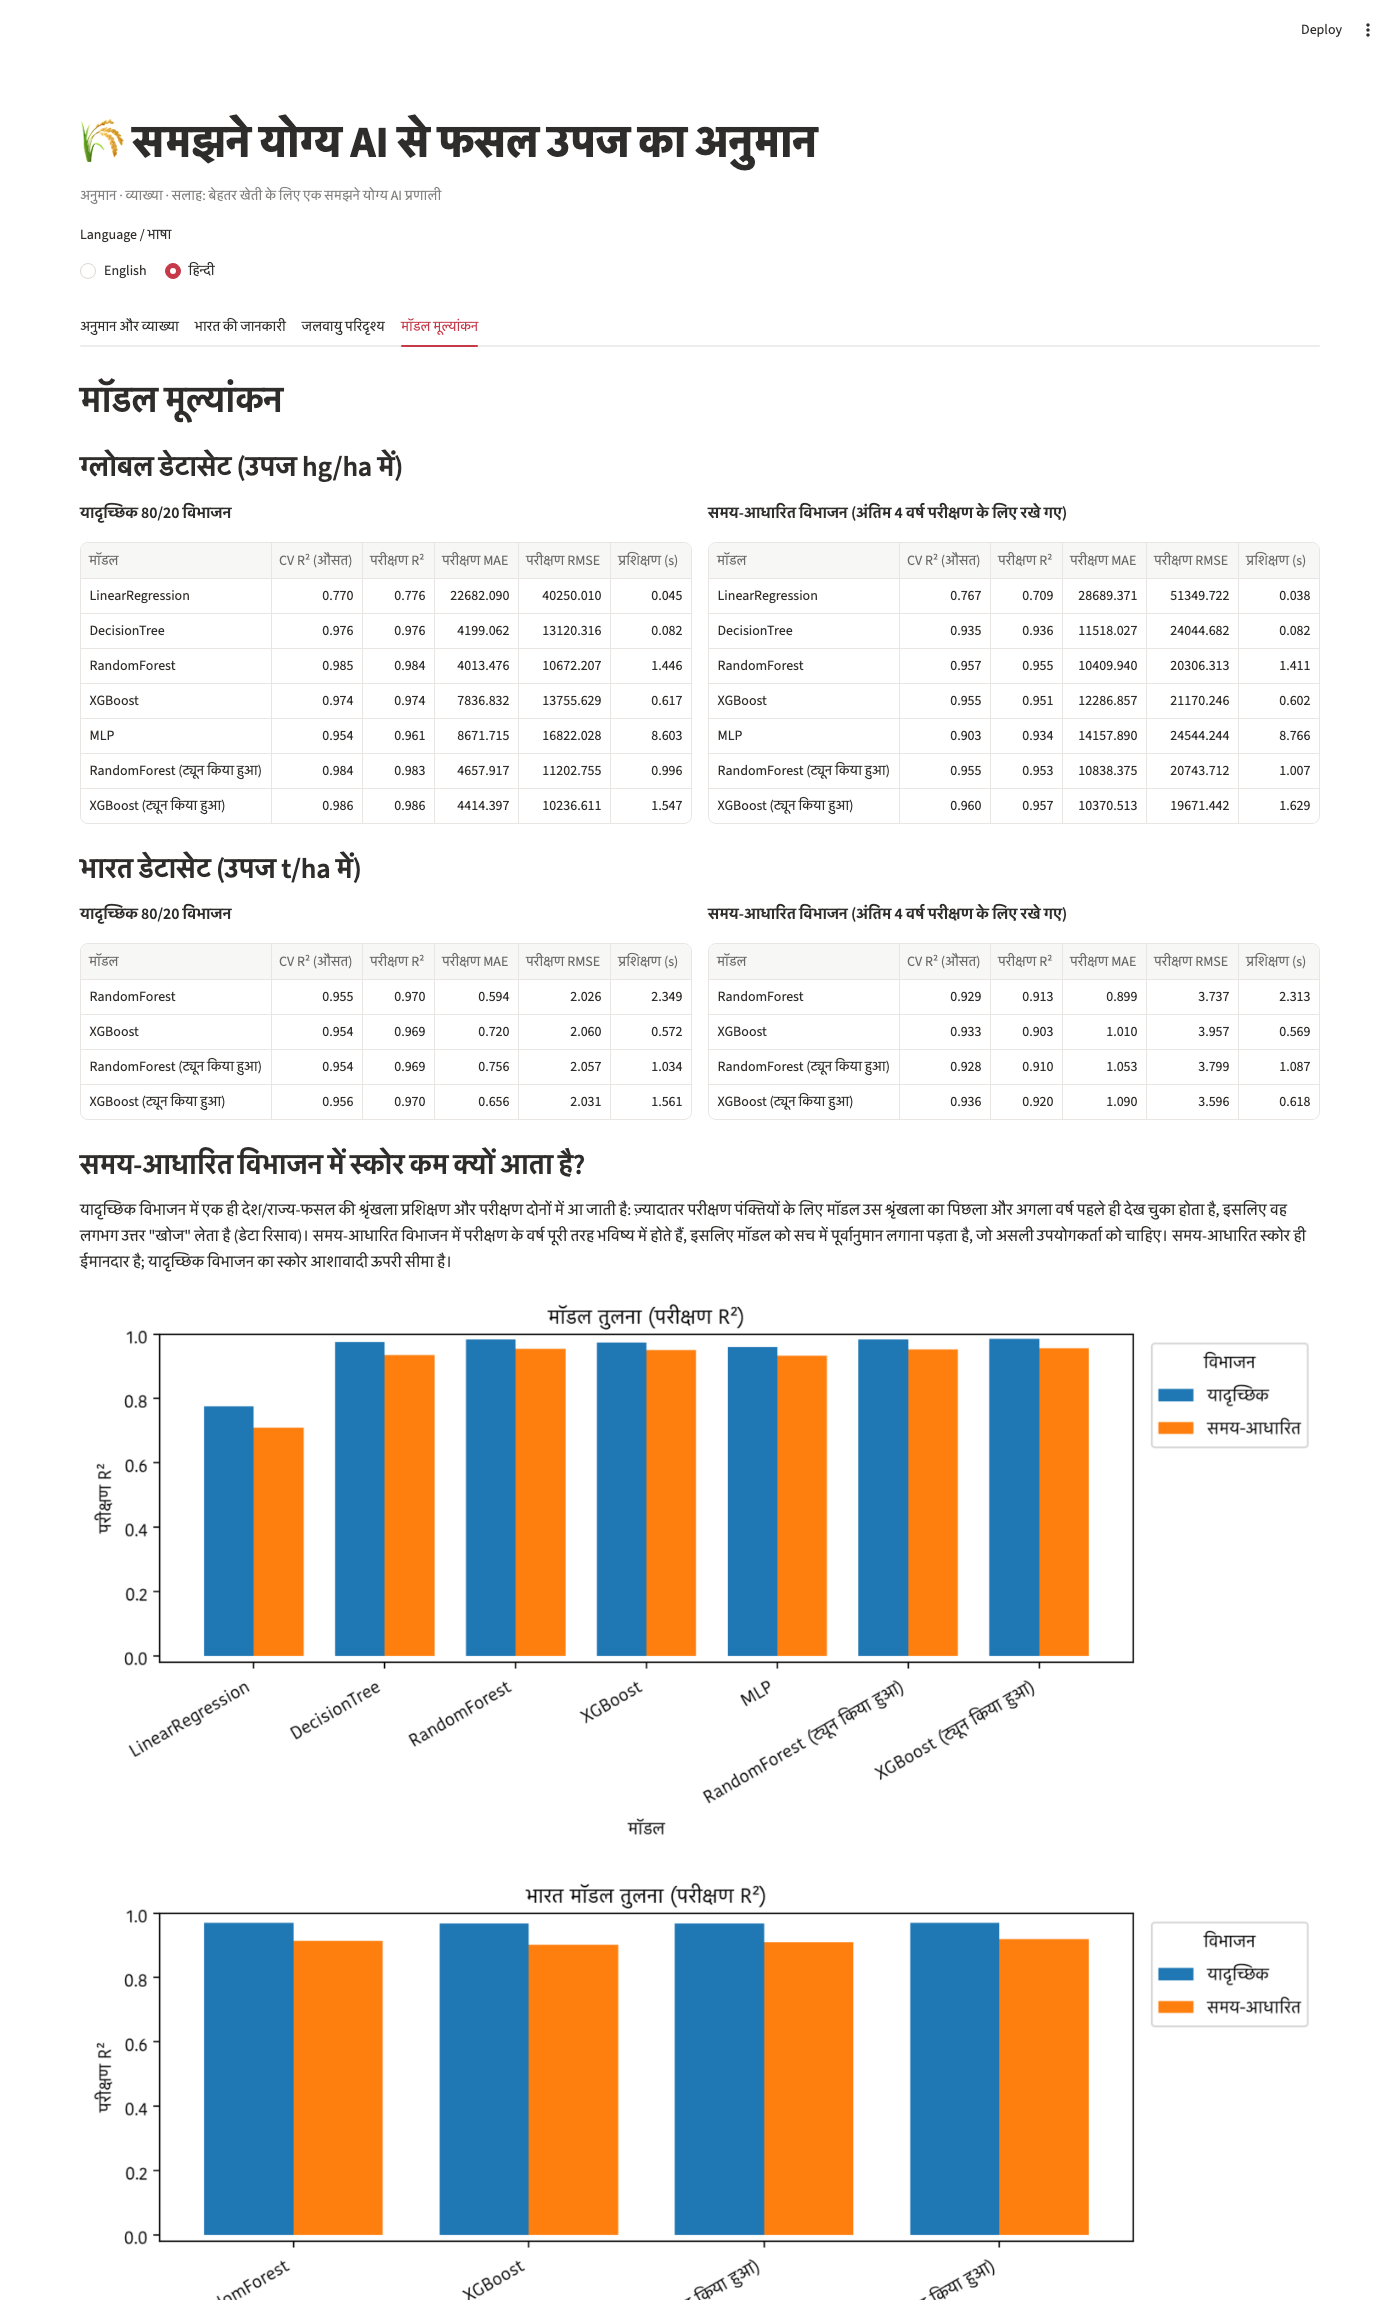 Deploy
समझने योग्य AI से फसल उपज का अनुमान
अनुमान · व्याख्या · सलाह: बेहतर खेती के लिए एक समझने योग्य AI प्रणाली
Language / भाषा
English हिन्दी
अनुमान और व्याख्या भारत की जानकारी जलवायु परिदृश्य मॉडल मूल्यांकन
मॉडल मूल्यांकन
ग्लोबल डेटासेट (उपज hg/ha में)
यादृच्छिक 80/20 विभाजन
मॉडल CV R² (औसत) परीक्षण R² परीक्षण MAE परीक्षण RMSE प्रशिक्षण (s)
LinearRegression 0.770 0.776 22682.090 40250.010 0.045
DecisionTree 0.976 0.976 4199.062 13120.316 0.082
RandomForest 0.985 0.984 4013.476 10672.207 1.446
XGBoost 0.974 0.974 7836.832 13755.629 0.617
MLP 0.954 0.961 8671.715 16822.028 8.603
RandomForest (ट्यून किया हुआ) 0.984 0.983 4657.917 11202.755 0.996
XGBoost (ट्यून किया हुआ) 0.986 0.986 4414.397 10236.611 1.547
समय-आधारित विभाजन (अंतिम 4 वर्ष परीक्षण के लिए रखे गए)
मॉडल CV R² (औसत) परीक्षण R² परीक्षण MAE परीक्षण RMSE प्रशिक्षण (s)
LinearRegression 0.767 0.709 28689.371 51349.722 0.038
DecisionTree 0.935 0.936 11518.027 24044.682 0.082
RandomForest 0.957 0.955 10409.940 20306.313 1.411
XGBoost 0.955 0.951 12286.857 21170.246 0.602
MLP 0.903 0.934 14157.890 24544.244 8.766
RandomForest (ट्यून किया हुआ) 0.955 0.953 10838.375 20743.712 1.007
XGBoost (ट्यून किया हुआ) 0.960 0.957 10370.513 19671.442 1.629
भारत डेटासेट (उपज t/ha में)
यादृच्छिक 80/20 विभाजन
मॉडल CV R² (औसत) परीक्षण R² परीक्षण MAE परीक्षण RMSE प्रशिक्षण (s)
RandomForest 0.955 0.970 0.594 2.026 2.349
XGBoost 0.954 0.969 0.720 2.060 0.572
RandomForest (ट्यून किया हुआ) 0.954 0.969 0.756 2.057 1.034
XGBoost (ट्यून किया हुआ) 0.956 0.970 0.656 2.031 1.561
समय-आधारित विभाजन (अंतिम 4 वर्ष परीक्षण के लिए रखे गए)
मॉडल CV R² (औसत) परीक्षण R² परीक्षण MAE परीक्षण RMSE प्रशिक्षण (s)
RandomForest 0.929 0.913 0.899 3.737 2.313
XGBoost 0.933 0.903 1.010 3.957 0.569
RandomForest (ट्यून किया हुआ) 0.928 0.910 1.053 3.799 1.087
XGBoost (ट्यून किया हुआ) 0.936 0.920 1.090 3.596 0.618
समय-आधारित विभाजन में स्कोर कम क्यों आता है?
यादृच्छिक विभाजन में एक ही देश/राज्य-फसल की श्रृंखला प्रशिक्षण और परीक्षण दोनों में आ जाती है: ज़्यादातर परीक्षण पंक्तियों के लिए मॉडल उस श्रृंखला का पिछला और अगला वर्ष पहले ही देख चुका होता है, इसलिए वह
लगभग उत्तर "खोज" लेता है (डेटा रिसाव)। समय-आधारित विभाजन में परीक्षण के वर्ष पूरी तरह भविष्य में होते हैं, इसलिए मॉडल को सच में पूर्वानुमान लगाना पड़ता है, जो असली उपयोगकर्ता को चाहिए। समय-आधारित स्कोर ही
ईमानदार है; यादृच्छिक विभाजन का स्कोर आशावादी ऊपरी सीमा है।
मॉडल तुलना (परीक्षण R²)
1.0
0.8
0.6
0.4
0.2
0.0
परीक्षण R²
LinearRegression
DecisionTree
RandomForest
XGBoost
MLP
RandomForest (ट्यून किया हुआ)
XGBoost (ट्यून किया हुआ)
मॉडल
विभाजन
यादृच्छिक
समय-आधारित
भारत मॉडल तुलना (परीक्षण R²)
1.0
0.8
0.6
0.4
0.2
0.0
परीक्षण R²
domForest
XGBoost
किया हुआ)
किया हुआ)
विभाजन
यादृच्छिक
समय-आधारित